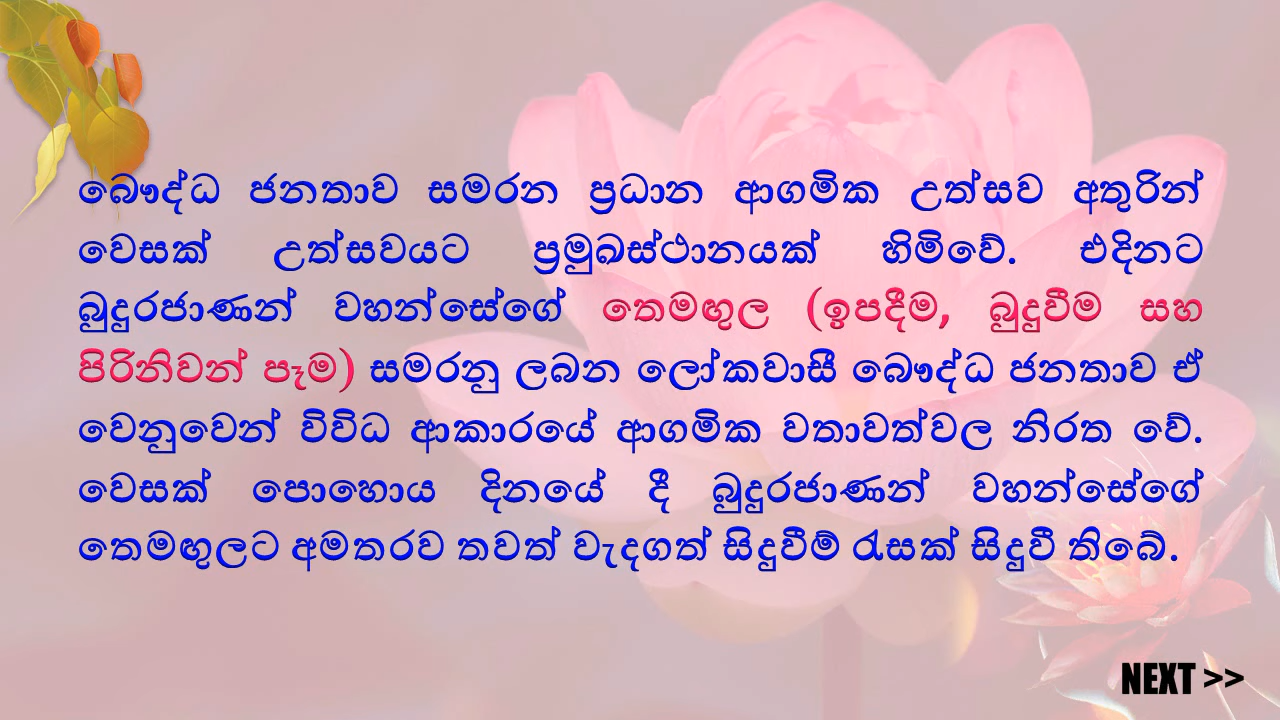 බෞද්ධ ජනතාව සමරන ප්‍රධාන ආගමික උත්සව අතුරින්
වෙසක් උත්සවයට ප්‍රමුඛස්ථානයක් හිමිවේ. එදිනට
බුදුරජාණන් වහන්සේගේ තෙමඟුල (ඉපදීම, බුදුවීම සහ
පිරිනිවන් පෑම) සමරනු ලබන ලෝකවාසී බෞද්ධ ජනතාව ඒ
වෙනුවෙන් විවිධ ආකාරයේ ආගමික වතාවත්වල නිරත වේ.
වෙසක් පොහොය දිනයේ දී බුදුරජාණන් වහන්සේගේ
තෙමඟුලට අමතරව තවත් වැදගත් සිදුවීම් රැසක් සිදුවී තිබේ.
NEXT >>